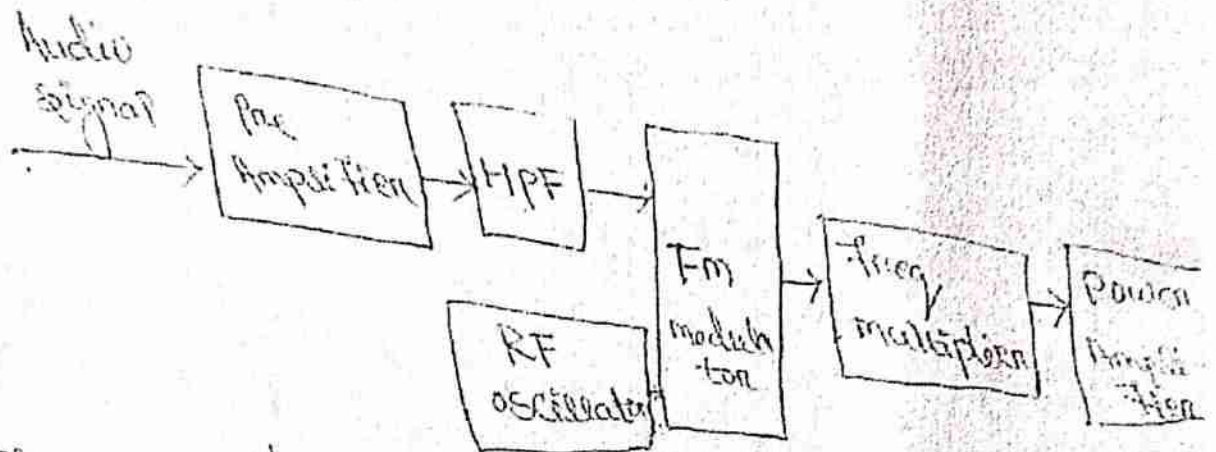 Audio
signal
Pre
Amplifier
HPF
RF
oscillator
Fm
modula
-tor
freq
multiplier
power
Ampli
-fier